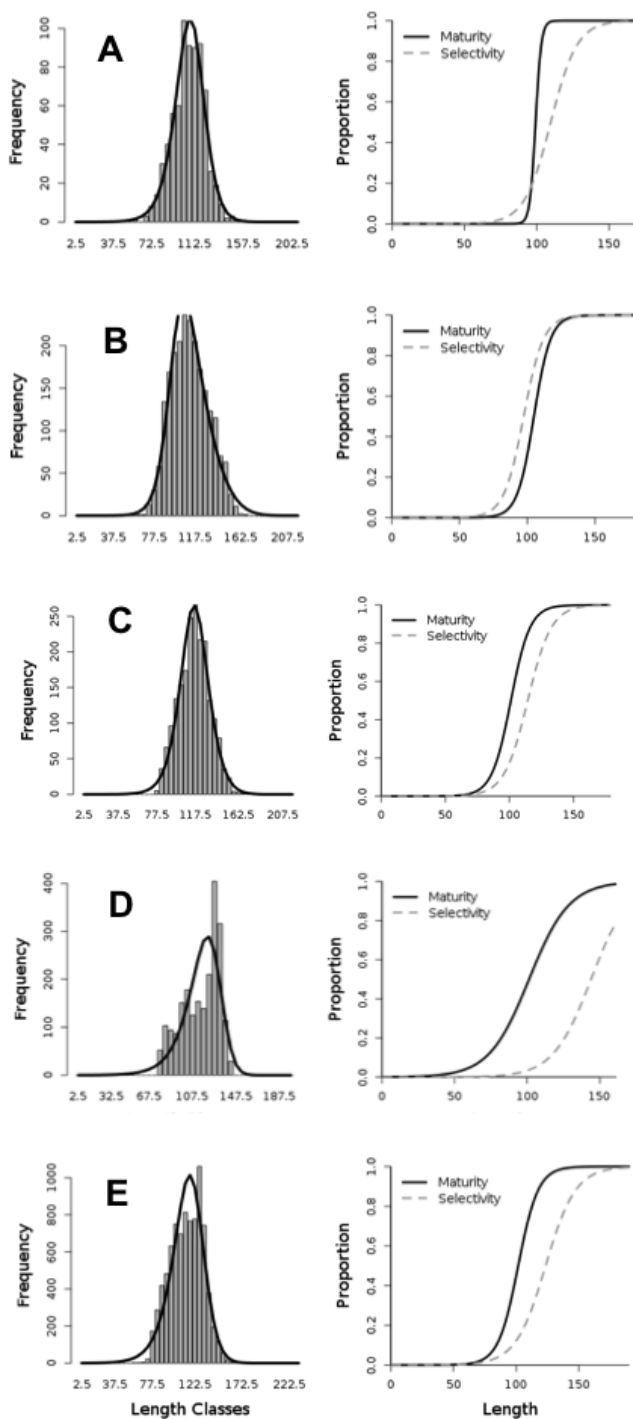 A
Frequency
0 20 40 60 80 100
2.5 37.5 72.5 112.5 157.5 202.5
Maturity
Selectivity
Proportion
0.0 0.2 0.4 0.6 0.8 1.0
0 50 100 150
B
Frequency
0 50 100 150 200
2.5 37.5 77.5 117.5 162.5 207.5
Maturity
Selectivity
Proportion
0.0 0.2 0.4 0.6 0.8 1.0
0 50 100 150
C
Frequency
0 50 100 150 200 250
2.5 37.5 77.5 117.5 162.5 207.5
Maturity
Selectivity
Proportion
0.0 0.2 0.4 0.6 0.8 1.0
0 50 100 150
D
Frequency
0 100 200 300 400
2.5 32.5 67.5 107.5 147.5 187.5
Maturity
Selectivity
Proportion
0.0 0.2 0.4 0.6 0.8 1.0
0 50 100 150
E
Frequency
0 200 400 600 800 1000
2.5 32.5 77.5 122.5 172.5 222.5
Length Classes
Maturity
Selectivity
Proportion
0.0 0.2 0.4 0.6 0.8 1.0
0 50 100 150
Length